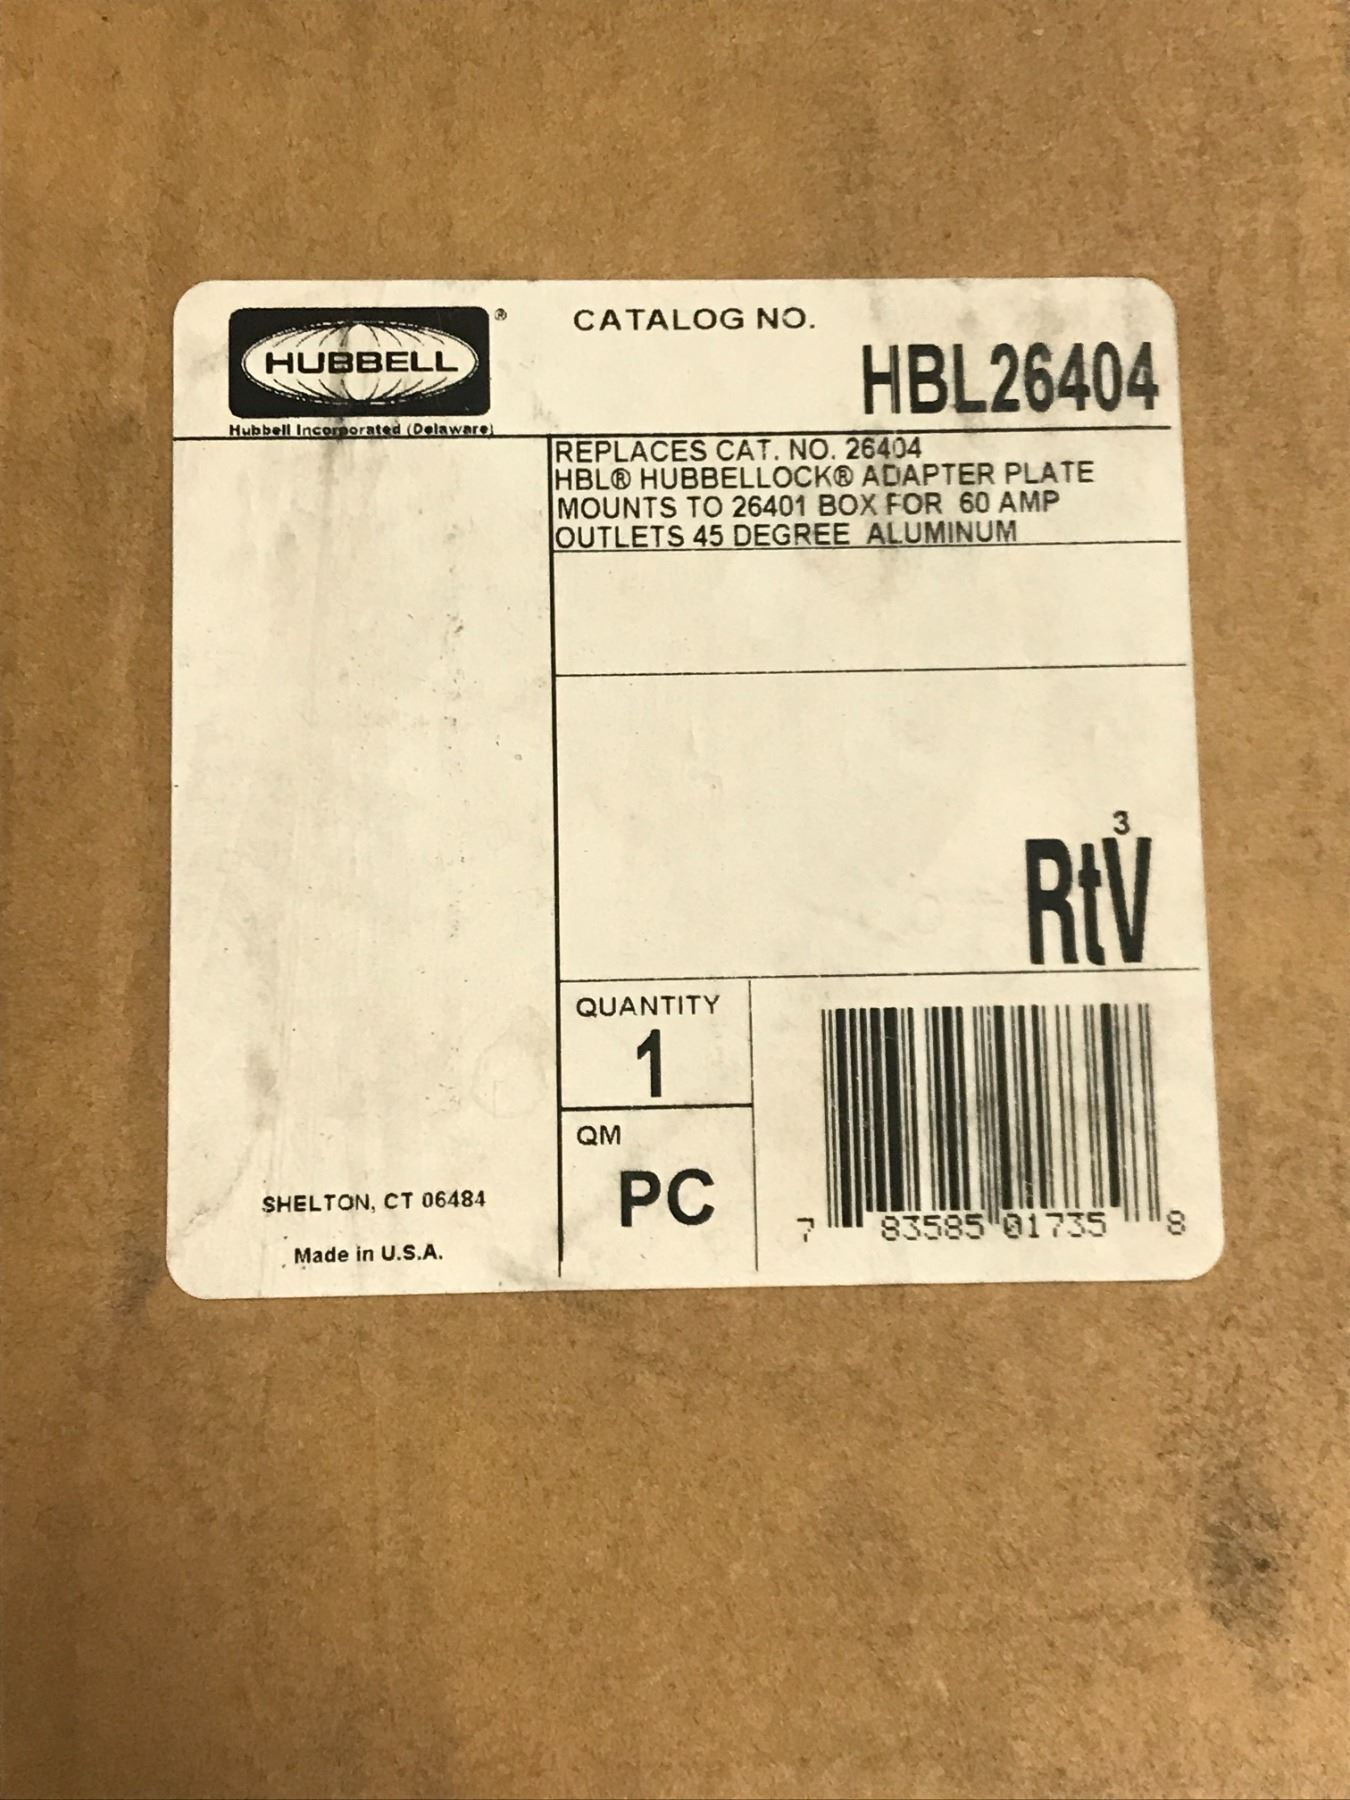 HUBBELL ®
Hubbell Incorporated (Delaware)
CATALOG NO.
HBL26404
REPLACES CAT. NO. 26404
HBL® HUBBELLOCK® ADAPTER PLATE
MOUNTS TO 26401 BOX FOR 60 AMP
OUTLETS 45 DEGREE ALUMINUM
3
RtV
QUANTITY
1
QM
PC
SHELTON, CT 06484
Made in U.S.A.
7 83585 01735 8